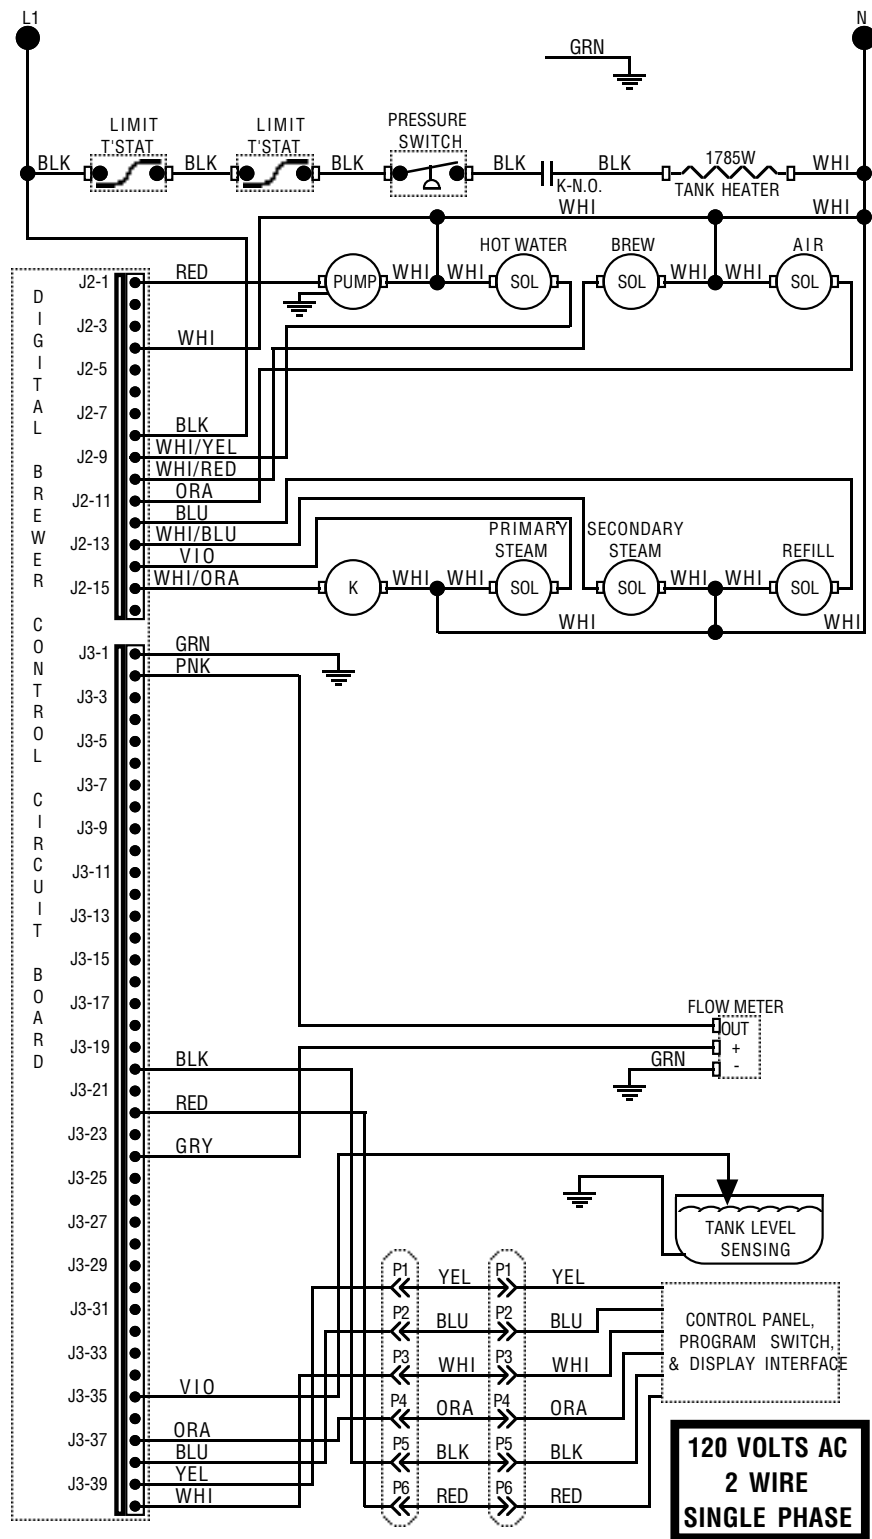 L1
N
GRN
LIMIT
T'STAT
LIMIT
T'STAT
PRESSURE
SWITCH
BLK
BLK
BLK
BLK
K-N.O.
BLK
1785W
TANK HEATER
WHI
WHI
WHI
HOT WATER
BREW
AIR
J2-1
RED
PUMP
WHI
WHI
SOL
SOL
WHI
WHI
SOL
J2-3
WHI
J2-5
J2-7
BLK
WHI/YEL
J2-9
WHI/RED
ORA
J2-11
BLU
WHI/BLU
J2-13
VIO
WHI/ORA
J2-15
PRIMARY
STEAM
SECONDARY
STEAM
REFILL
K
WHI
WHI
SOL
SOL
WHI
WHI
SOL
WHI
WHI
DIGITAL BREWER CONTROL CIRCUIT BOARD
J3-1
GRN
PNK
J3-3
J3-5
J3-7
J3-9
J3-11
J3-13
J3-15
J3-17
J3-19
FLOW METER
OUT
+
-
GRN
BLK
J3-21
RED
J3-23
GRY
J3-25
J3-27
J3-29
J3-31
J3-33
J3-35
VIO
J3-37
ORA
BLU
J3-39
YEL
WHI
TANK LEVEL
SENSING
P1 YEL P1 YEL
P2 BLU P2 BLU
P3 WHI P3 WHI
P4 ORA P4 ORA
P5 BLK P5 BLK
P6 RED P6 RED
CONTROL PANEL,
PROGRAM SWITCH,
& DISPLAY INTERFACE
120 VOLTS AC
2 WIRE
SINGLE PHASE